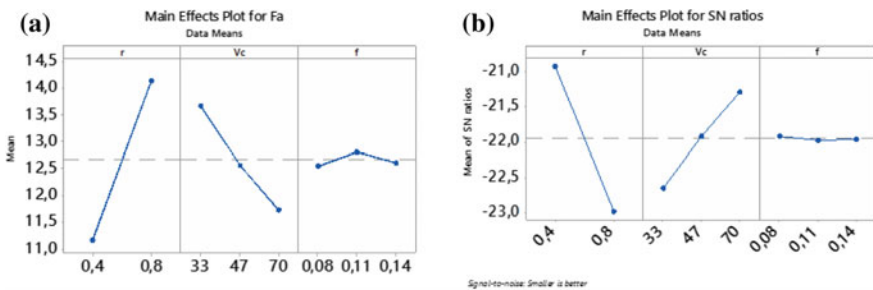 (a)
Main Effects Plot for Fa
Data Means
r Vc f
Mean
14,5
14,0
13,5
13,0
12,5
12,0
11,5
11,0
0,4 0,8 33 47 70 0,08 0,11 0,14
(b)
Main Effects Plot for SN ratios
Data Means
r Vc f
Mean of SN ratios
-21,0
-21,5
-22,0
-22,5
-23,0
0,4 0,8 33 47 70 0,08 0,11 0,14
Signal-to-noise: Smaller is better